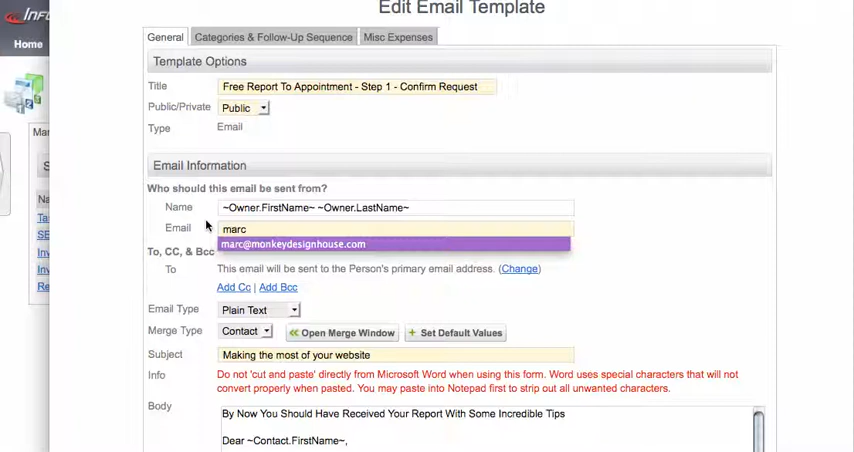 Edit Email Template
Home
General
Categories & Follow-Up Sequence
Misc Expenses
Template Options
Title Free Report To Appointment - Step 1 - Confirm Request
Public/Private Public
Type Email
Email Information
Who should this email be sent from?
Name ~Owner.FirstName~ ~Owner.LastName~
Email marc
marc@monkeydesignhouse.com
To, CC, & Bcc
To This email will be sent to the Person's primary email address. (Change)
Add Cc | Add Bcc
Email Type Plain Text
Merge Type Contact Open Merge Window + Set Default Values
Subject Making the most of your website
Info Do not 'cut and paste' directly from Microsoft Word when using this form. Word uses special characters that will not
convert properly when pasted. You may paste into Notepad first to strip out all unwanted characters.
Body By Now You Should Have Received Your Report With Some Incredible Tips
Dear ~Contact.FirstName~,